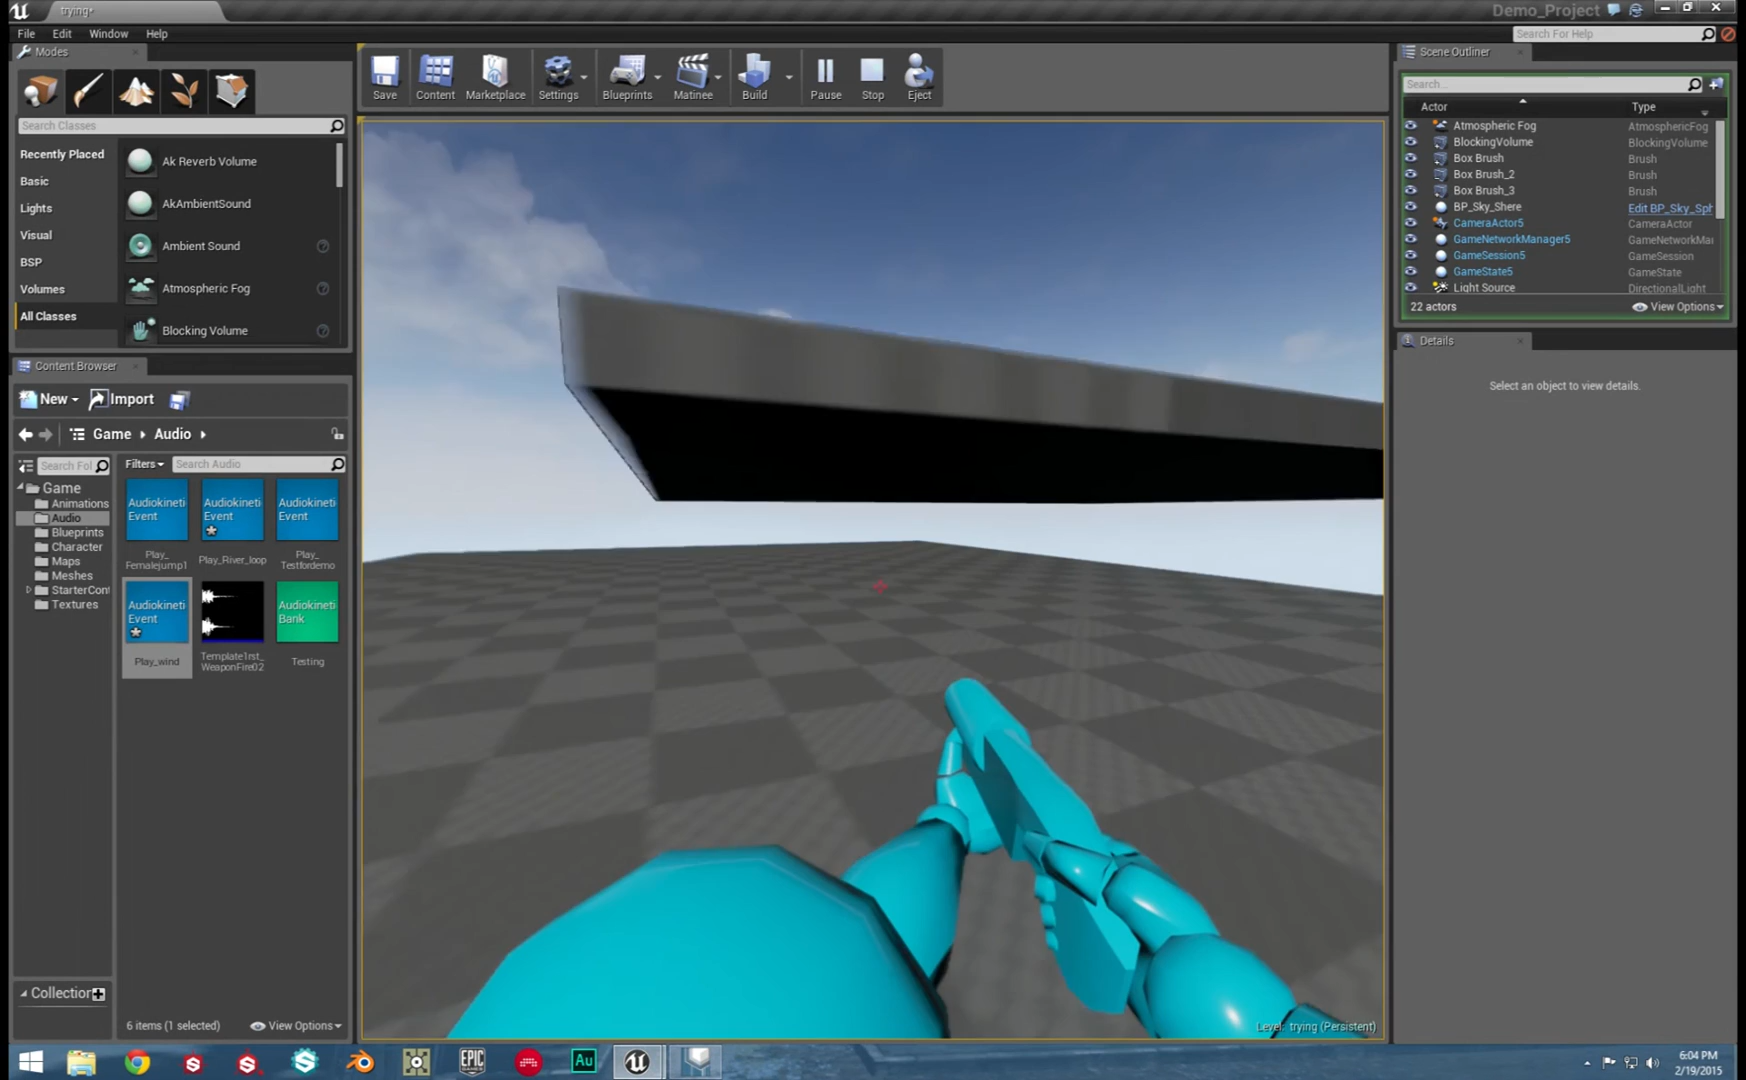 trying*
Demo_Project
File Edit Window Help
Search For Help
Modes
Search Classes
Recently Placed
Basic
Lights
Visual
BSP
Volumes
All Classes
Ak Reverb Volume
AkAmbientSound
Ambient Sound
Atmospheric Fog
Blocking Volume
Save Content Marketplace Settings Blueprints Matinee Build Pause Stop Eject
Scene Outliner
Search...
Actor Type
Atmospheric Fog AtmosphericFog
BlockingVolume BlockingVolume
Box Brush Brush
Box Brush_2 Brush
Box Brush_3 Brush
BP_Sky_Shere Edit BP_Sky_Sph
CameraActor5 CameraActor
GameNetworkManager5 GameNetworkMai
GameSession5 GameSession
GameState5 GameState
Light Source DirectionalLight
22 actors View Options
Details
Select an object to view details.
Content Browser
New Import
Game Audio
Search Fol
Filters Search Audio
Game
Animations
Audio
Blueprints
Character
Maps
Meshes
StarterCont
Textures
Audiokineti
Event
Play_
Femalejump1
Audiokineti
Event
Play_River_loop
Audiokineti
Event
Play_
Testfordemo
Audiokineti
Event
Play_wind
Template1rst_
WeaponFire02
Audiokineti
Bank
Testing
Collection
6 items (1 selected) View Options
Level: trying (Persistent)
EPIC
GAMES
Au
6:04 PM
2/19/2015